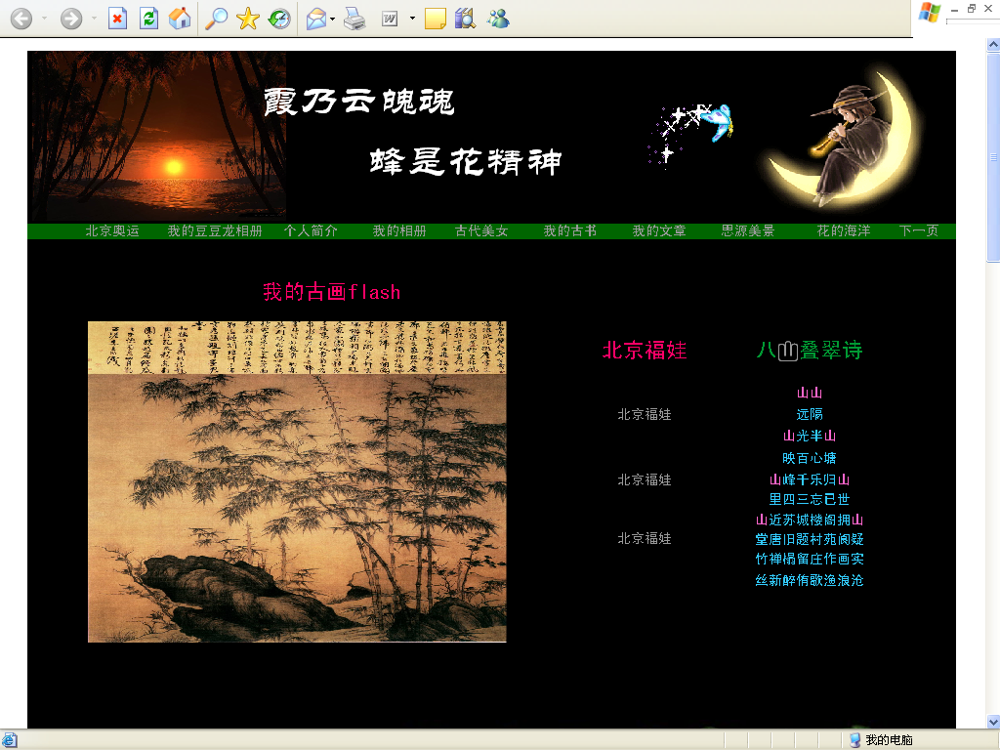 霞乃云魄魂
蜂是花精神
北京奥运 我的豆豆龙相册 个人简介 我的相册 古代美女 我的古书 我的文章 思源美景 花的海洋 下一页
我的古画flash
北京福娃
北京福娃
北京福娃
北京福娃
八山叠翠诗
山山
远隔
山光半山
映百心塘
山峰千乐归山
里四三忘已世
山近苏城楼阁拥山
堂唐旧题村苑阆疑
竹禅榻留庄作画实
丝新醉侑歌渔浪沧
我的电脑